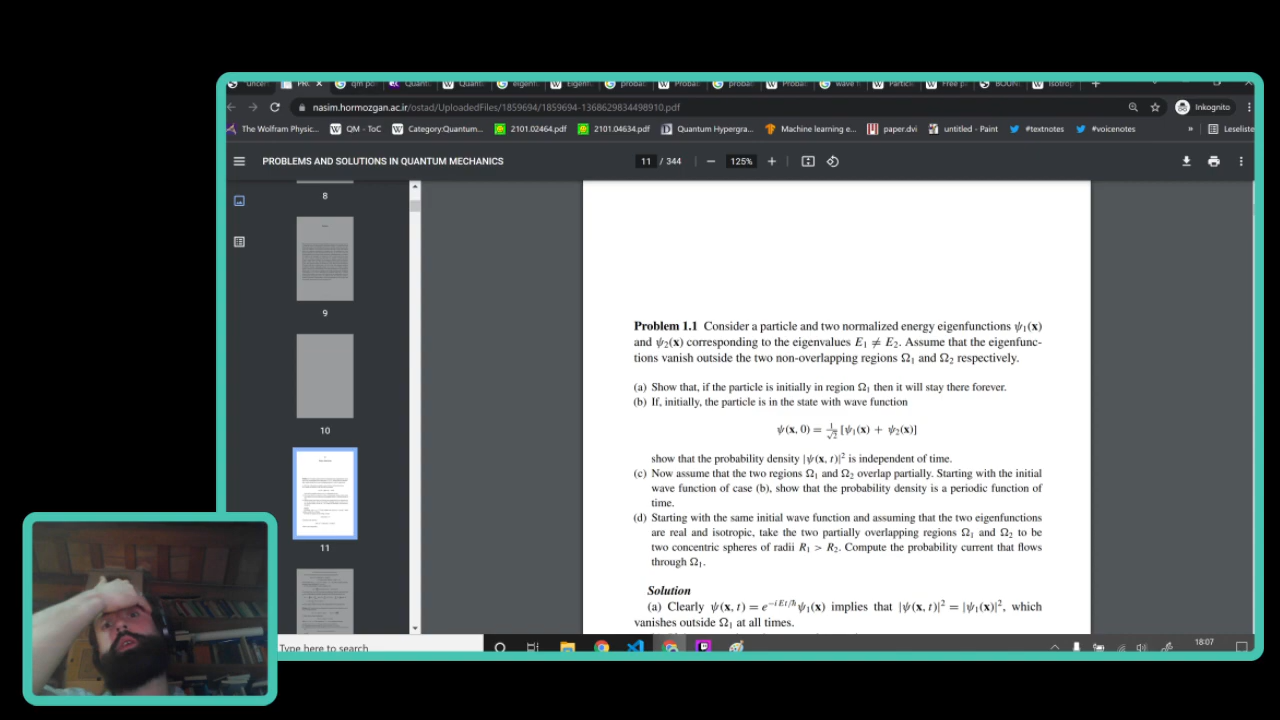 nasim.hormozgan.ac.ir/ostad/UploadedFiles/1859694/1859694-1368629834498910.pdf
Inkognito
The Wolfram Physic...
QM - ToC
Category:Quantum...
2101.02464.pdf
2101.04634.pdf
Quantum Hypergra...
Machine learning e...
paper.dvi
untitled - Paint
#textnotes
#voicenotes
»
Leseliste
PROBLEMS AND SOLUTIONS IN QUANTUM MECHANICS
11 / 344
125%
8
9
10
11
Problem 1.1 Consider a particle and two normalized energy eigenfunctions ψ₁(x)
and ψ₂(x) corresponding to the eigenvalues E₁ ≠ E₂. Assume that the eigenfunc-
tions vanish outside the two non-overlapping regions Ω₁ and Ω₂ respectively.
(a) Show that, if the particle is initially in region Ω₁ then it will stay there forever.
(b) If, initially, the particle is in the state with wave function
ψ(x, 0) = 1/√2 [ψ₁(x) + ψ₂(x)]
show that the probability density |ψ(x, t)|² is independent of time.
(c) Now assume that the two regions Ω₁ and Ω₂ overlap partially. Starting with the initial
wave function of case (b), show that the probability density is a periodic function of
time.
(d) Starting with the same initial wave function and assuming that the two eigenfunctions
are real and isotropic, take the two partially overlapping regions Ω₁ and Ω₂ to be
two concentric spheres of radii R₁ > R₂. Compute the probability current that flows
through Ω₁.
Solution
(a) Clearly ψ(x, t) = e^{−iEt/ℏ}ψ₁(x) implies that |ψ(x, t)|² = |ψ₁(x)|², which
vanishes outside Ω₁ at all times.
Type here to search
18:07